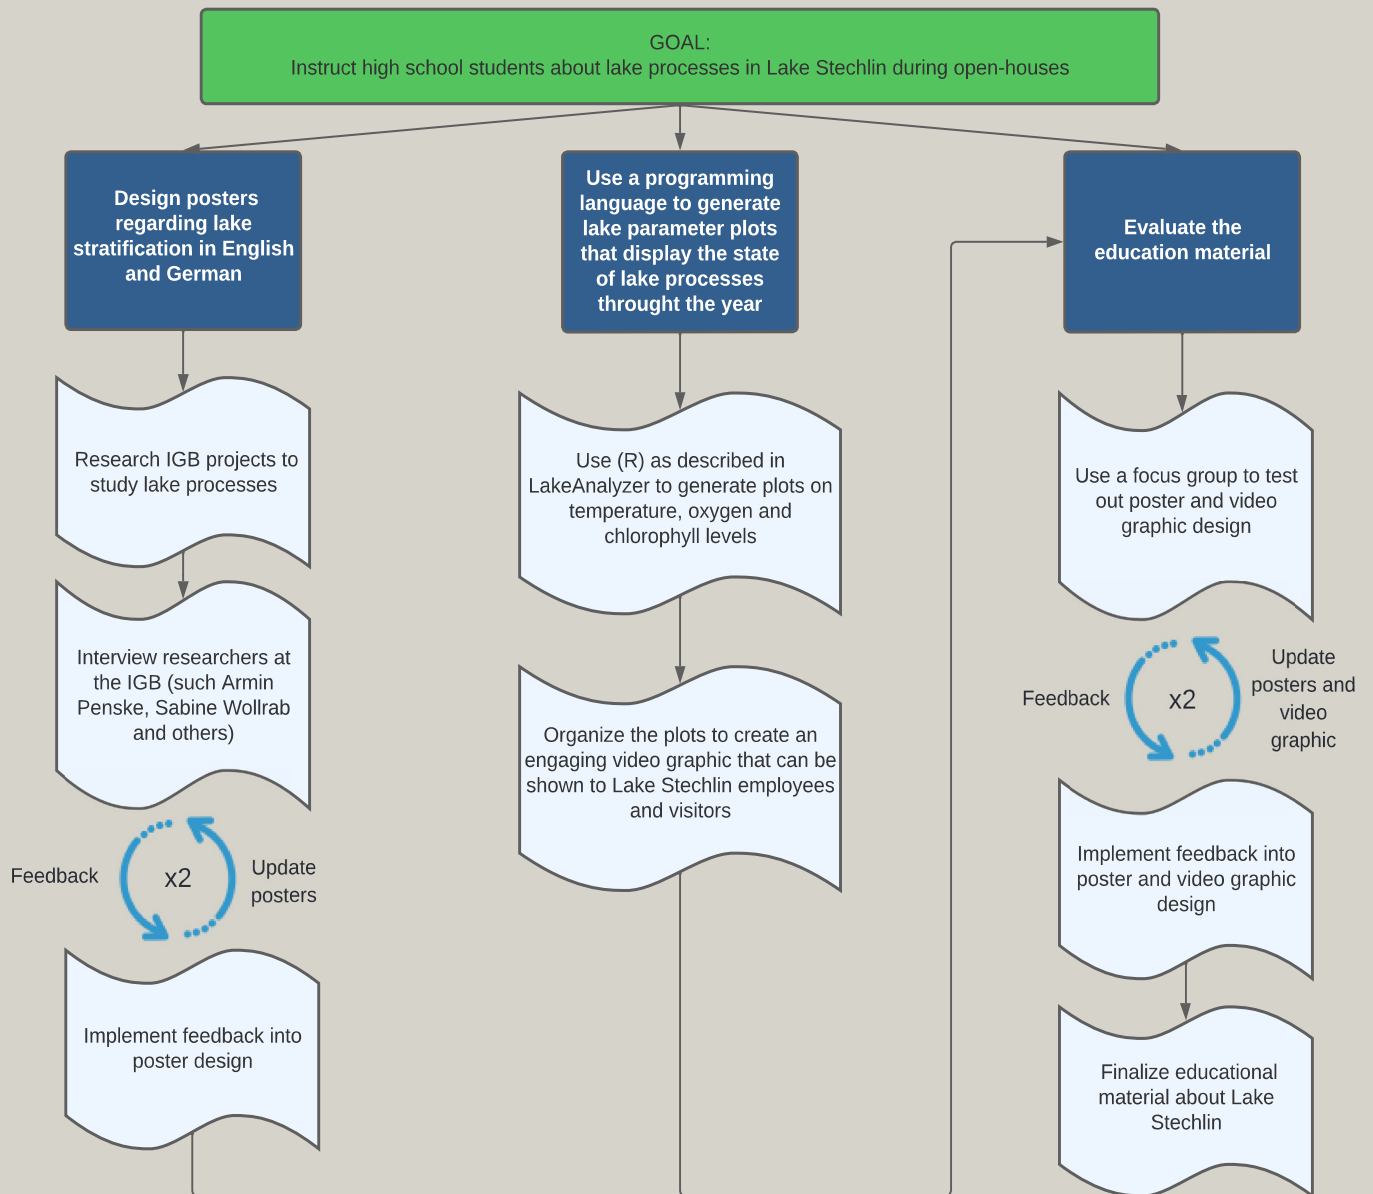 GOAL:
Instruct high school students about lake processes in Lake Stechlin during open-houses
Design posters
regarding lake
stratification in English
and German
Use a programming
language to generate
lake parameter plots
that display the state
of lake processes
throught the year
Evaluate the
education material
Research IGB projects to
study lake processes
Interview researchers at
the IGB (such Armin
Penske, Sabine Wollrab
and others)
Feedback
x2
Update
posters
Implement feedback into
poster design
Use (R) as described in
LakeAnalyzer to generate plots on
temperature, oxygen and
chlorophyll levels
Organize the plots to create an
engaging video graphic that can be
shown to Lake Stechlin employees
and visitors
Use a focus group to test
out poster and video
graphic design
Feedback
x2
Update
posters and
video
graphic
Implement feedback into
poster and video graphic
design
Finalize educational
material about Lake
Stechlin